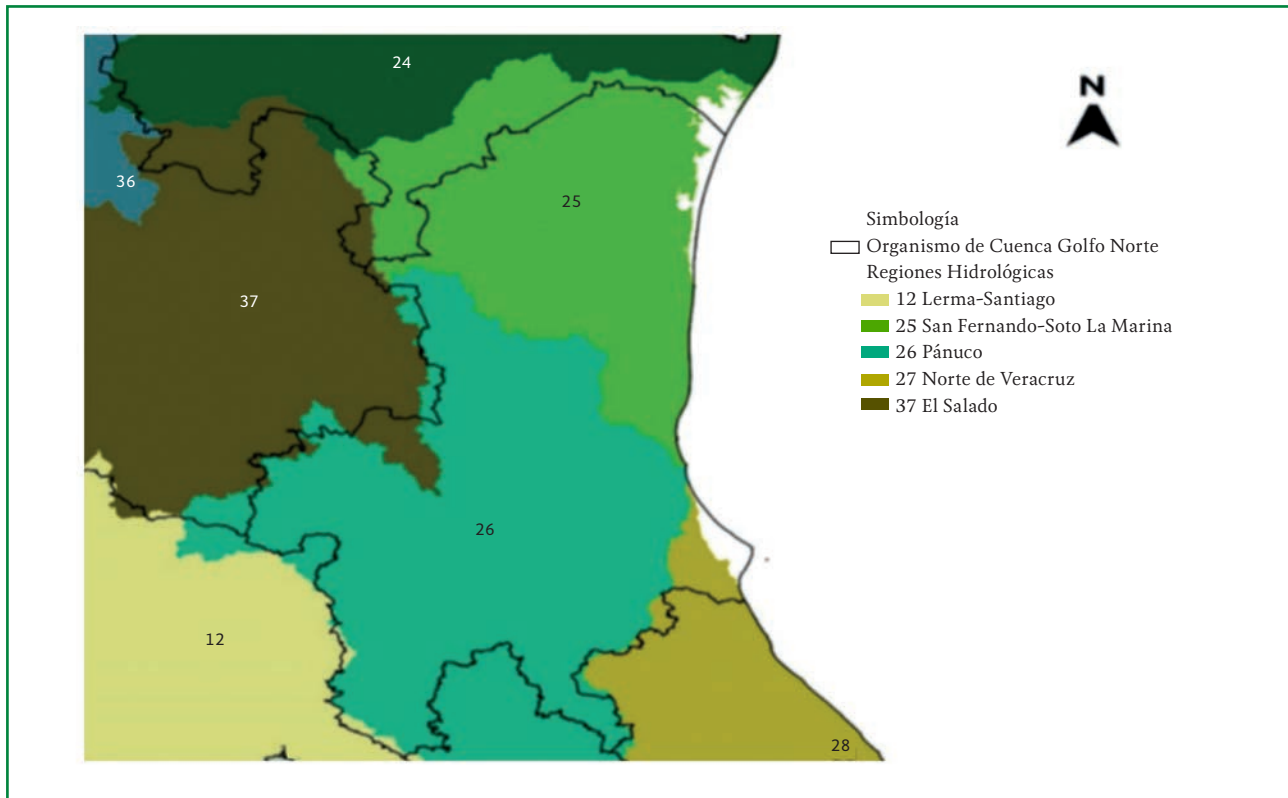 24
N
36
25
Simbología
Organismo de Cuenca Golfo Norte
Regiones Hidrológicas
37
12 Lerma-Santiago
25 San Fernando-Soto La Marina
26 Pánuco
27 Norte de Veracruz
37 El Salado
26
12
28